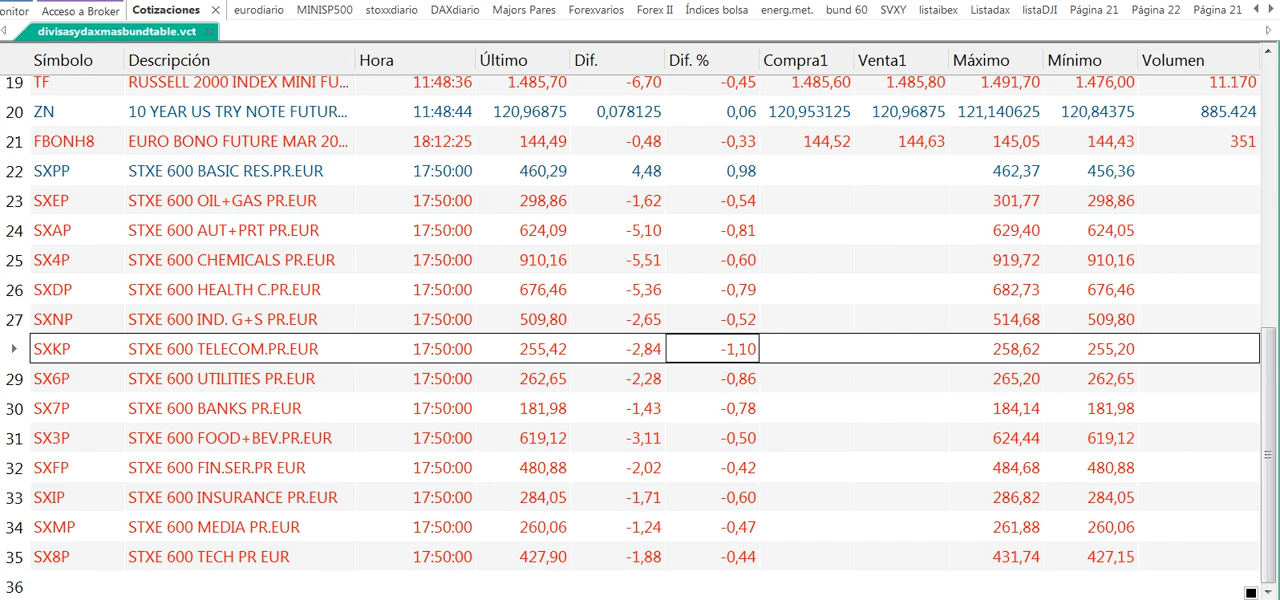 onitor Acceso a Broker Cotizaciones × eurodiario MINISP500 stoxxdiario DAXdiario Majors Pares Forexvarios Forex II Índices bolsa energ.met. bund 60 SVXY listaibex Listadax listaDJI Página 21 Página 22 Página 21
divisasydaxmasbundtable.vct
Símbolo Descripción Hora Último Dif. Dif. % Compra1 Venta1 Máximo Mínimo Volumen
19 TF RUSSELL 2000 INDEX MINI FU... 11:48:36 1.485,70 -6,70 -0,45 1.485,60 1.485,80 1.491,70 1.476,00 11.170
20 ZN 10 YEAR US TRY NOTE FUTUR... 11:48:44 120,96875 0,078125 0,06 120,953125 120,96875 121,140625 120,84375 885.424
21 FBONH8 EURO BONO FUTURE MAR 20... 18:12:25 144,49 -0,48 -0,33 144,52 144,63 145,05 144,43 351
22 SXPP STXE 600 BASIC RES.PR.EUR 17:50:00 460,29 4,48 0,98 462,37 456,36
23 SXEP STXE 600 OIL+GAS PR.EUR 17:50:00 298,86 -1,62 -0,54 301,77 298,86
24 SXAP STXE 600 AUT+PRT PR.EUR 17:50:00 624,09 -5,10 -0,81 629,40 624,05
25 SX4P STXE 600 CHEMICALS PR.EUR 17:50:00 910,16 -5,51 -0,60 919,72 910,16
26 SXDP STXE 600 HEALTH C.PR.EUR 17:50:00 676,46 -5,36 -0,79 682,73 676,46
27 SXNP STXE 600 IND. G+S PR.EUR 17:50:00 509,80 -2,65 -0,52 514,68 509,80
SXKP STXE 600 TELECOM.PR.EUR 17:50:00 255,42 -2,84 -1,10 258,62 255,20
29 SX6P STXE 600 UTILITIES PR.EUR 17:50:00 262,65 -2,28 -0,86 265,20 262,65
30 SX7P STXE 600 BANKS PR.EUR 17:50:00 181,98 -1,43 -0,78 184,14 181,98
31 SX3P STXE 600 FOOD+BEV.PR.EUR 17:50:00 619,12 -3,11 -0,50 624,44 619,12
32 SXFP STXE 600 FIN.SER.PR EUR 17:50:00 480,88 -2,02 -0,42 484,68 480,88
33 SXIP STXE 600 INSURANCE PR.EUR 17:50:00 284,05 -1,71 -0,60 286,82 284,05
34 SXMP STXE 600 MEDIA PR.EUR 17:50:00 260,06 -1,24 -0,47 261,88 260,06
35 SX8P STXE 600 TECH PR EUR 17:50:00 427,90 -1,88 -0,44 431,74 427,15
36